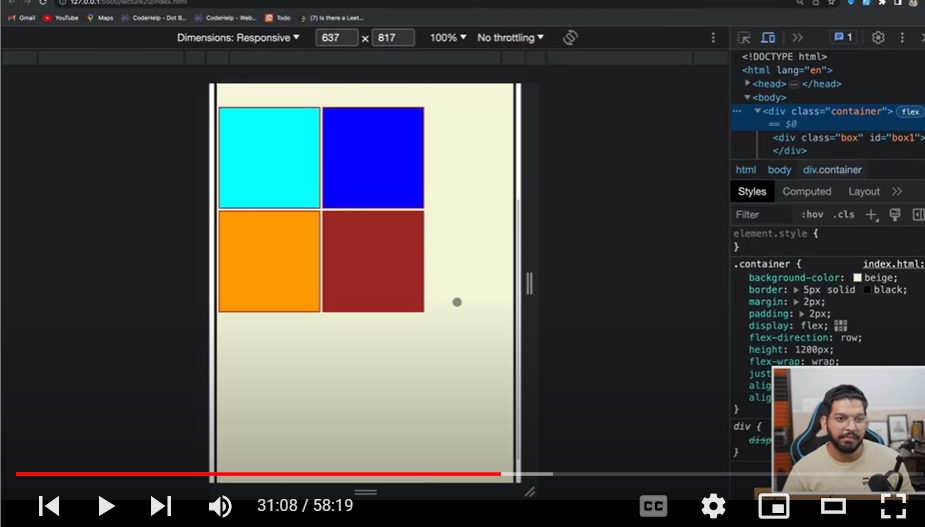 127.0.0.1:5500/lecture20/index.html
Gmail YouTube Maps CodeHelp - Dot B... CodeHelp - Web... Todo (7) Is there a Leet...
Dimensions: Responsive 637 x 817 100% No throttling
1
<!DOCTYPE html>
<html lang="en">
<head> ... </head>
<body>
<div class="container"> flex
== $0
<div class="box" id="box1">
</div>
html body div.container
Styles Computed Layout
Filter :hov .cls
element.style {
}
.container { index.html:
background-color: beige;
border: 5px solid black;
margin: 2px;
padding: 2px;
display: flex;
flex-direction: row;
height: 1200px;
flex-wrap: wrap;
just
alig
alig
}
div {
disp
}
31:08 / 58:19
CC